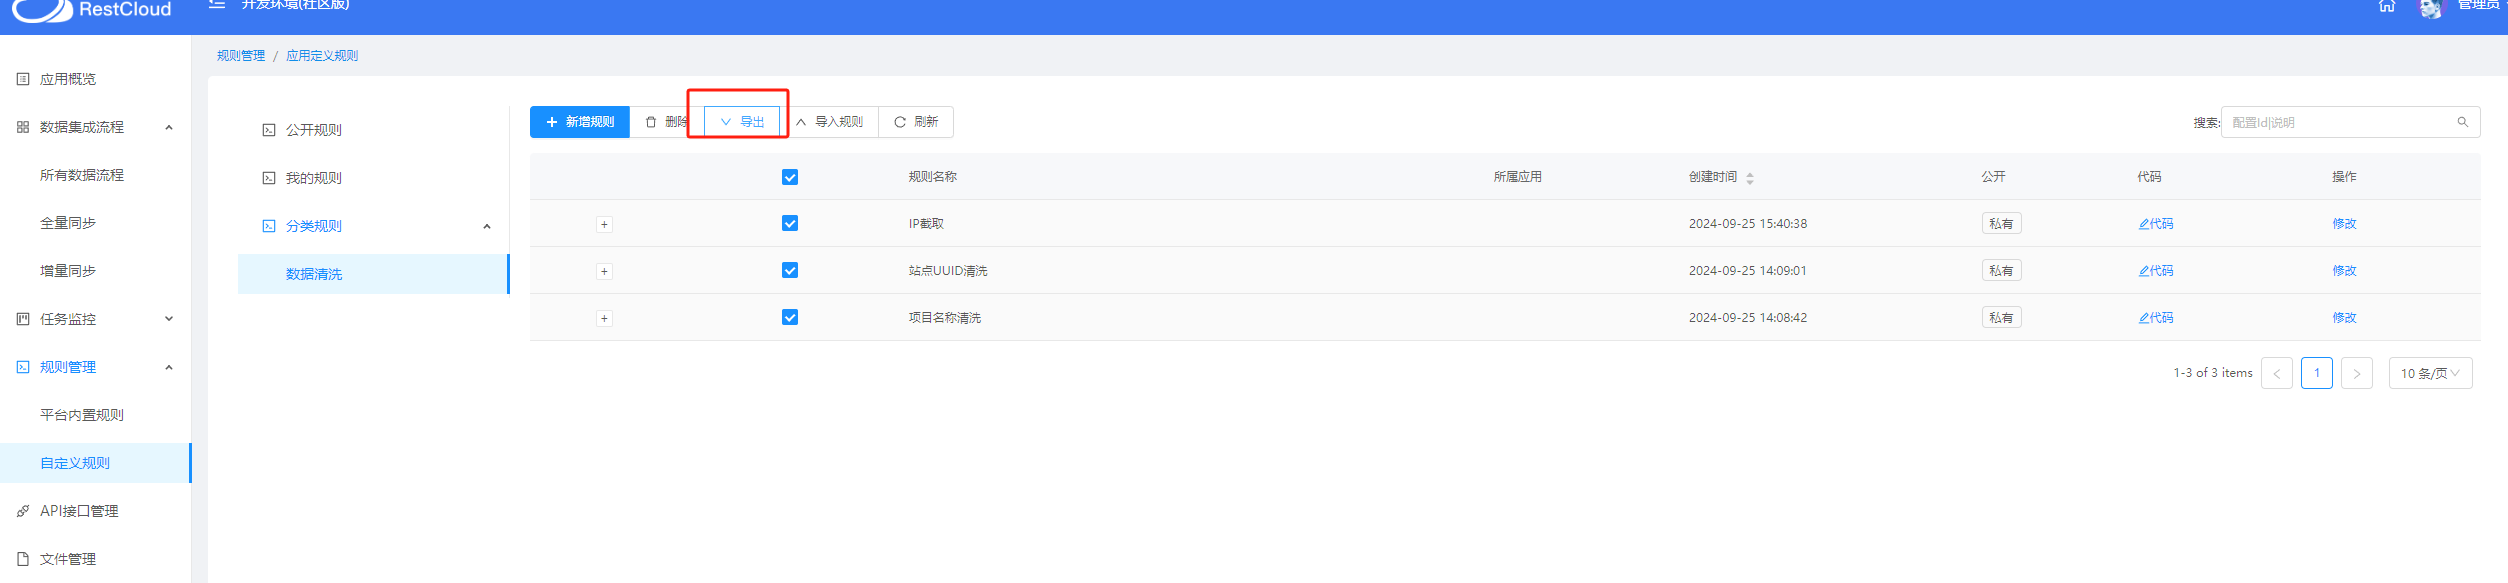 RestCloud
开发环境(社区版)
管理员
规则管理 / 应用定义规则
应用概览
数据集成流程
所有数据流程
全量同步
增量同步
任务监控
规则管理
平台内置规则
自定义规则
API接口管理
文件管理
公开规则
我的规则
分类规则
数据清洗
新增规则 删除 导出 导入规则 刷新
搜索: 配置Id|说明
规则名称 所属应用 创建时间 公开 代码 操作
IP截取 2024-09-25 15:40:38 私有 代码 修改
站点UUID清洗 2024-09-25 14:09:01 私有 代码 修改
项目名称清洗 2024-09-25 14:08:42 私有 代码 修改
1-3 of 3 items < 1 > 10 条/页